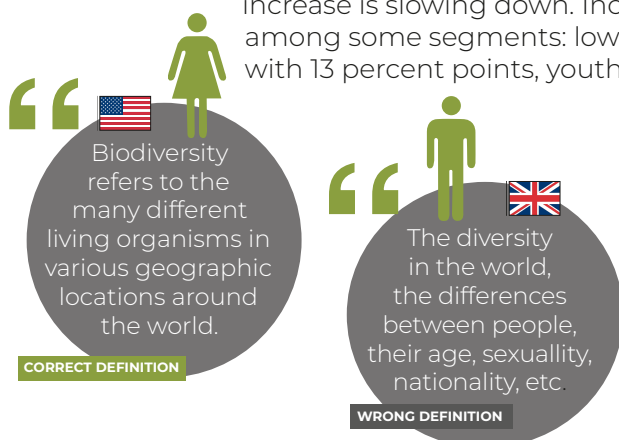 increase is slowing down. Inc
among some segments: low
with 13 percent points, youth
Biodiversity
refers to the
many different
living organisms in
various geographic
locations around
the world.
CORRECT DEFINITION
The diversity
in the world,
the differences
between people,
their age, sexuallity,
nationality, etc.
WRONG DEFINITION